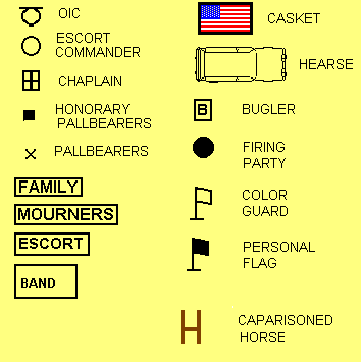 OIC
ESCORT
COMMANDER
CHAPLAIN
HONORARY
PALLBEARERS
PALLBEARERS
FAMILY
MOURNERS
ESCORT
BAND
CASKET
HEARSE
B
BUGLER
FIRING
PARTY
COLOR
GUARD
PERSONAL
FLAG
H
CAPARISONED
HORSE